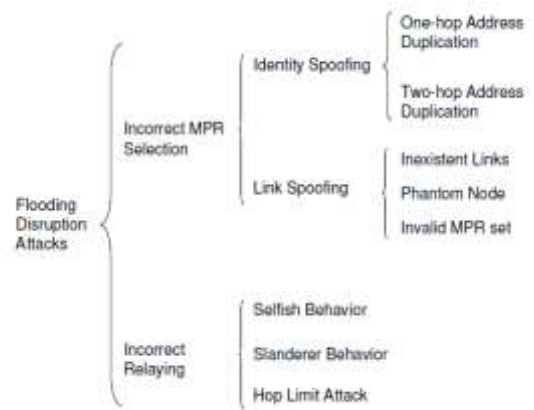 Flooding
Disruption
Attacks
Incorrect MPR
Selection
Identity Spoofing
One-hop Address
Duplication
Two-hop Address
Duplication
Link Spoofing
Inexistent Links
Phantom Node
Invalid MPR set
Incorrect
Relaying
Selfish Behavior
Slanderer Behavior
Hop Limit Attack